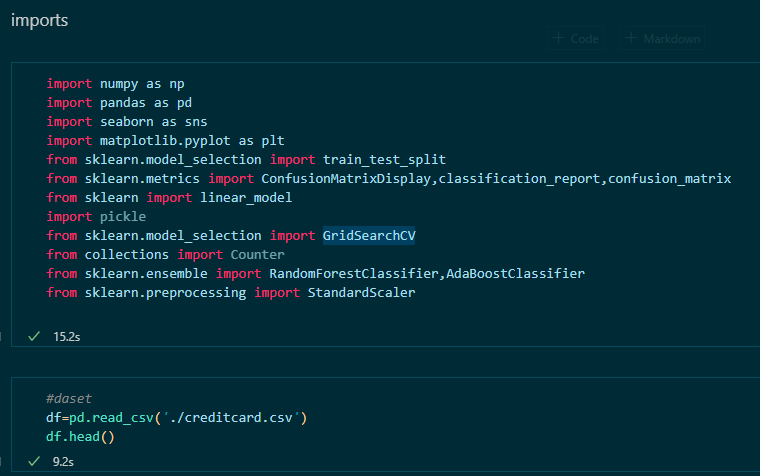 imports
+ Code + Markdown
import numpy as np
import pandas as pd
import seaborn as sns
import matplotlib.pyplot as plt
from sklearn.model_selection import train_test_split
from sklearn.metrics import ConfusionMatrixDisplay,classification_report,confusion_matrix
from sklearn import linear_model
import pickle
from sklearn.model_selection import GridSearchCV
from collections import Counter
from sklearn.ensemble import RandomForestClassifier,AdaBoostClassifier
from sklearn.preprocessing import StandardScaler
✓ 15.2s
#daset
df=pd.read_csv('./creditcard.csv')
df.head()
✓ 9.2s